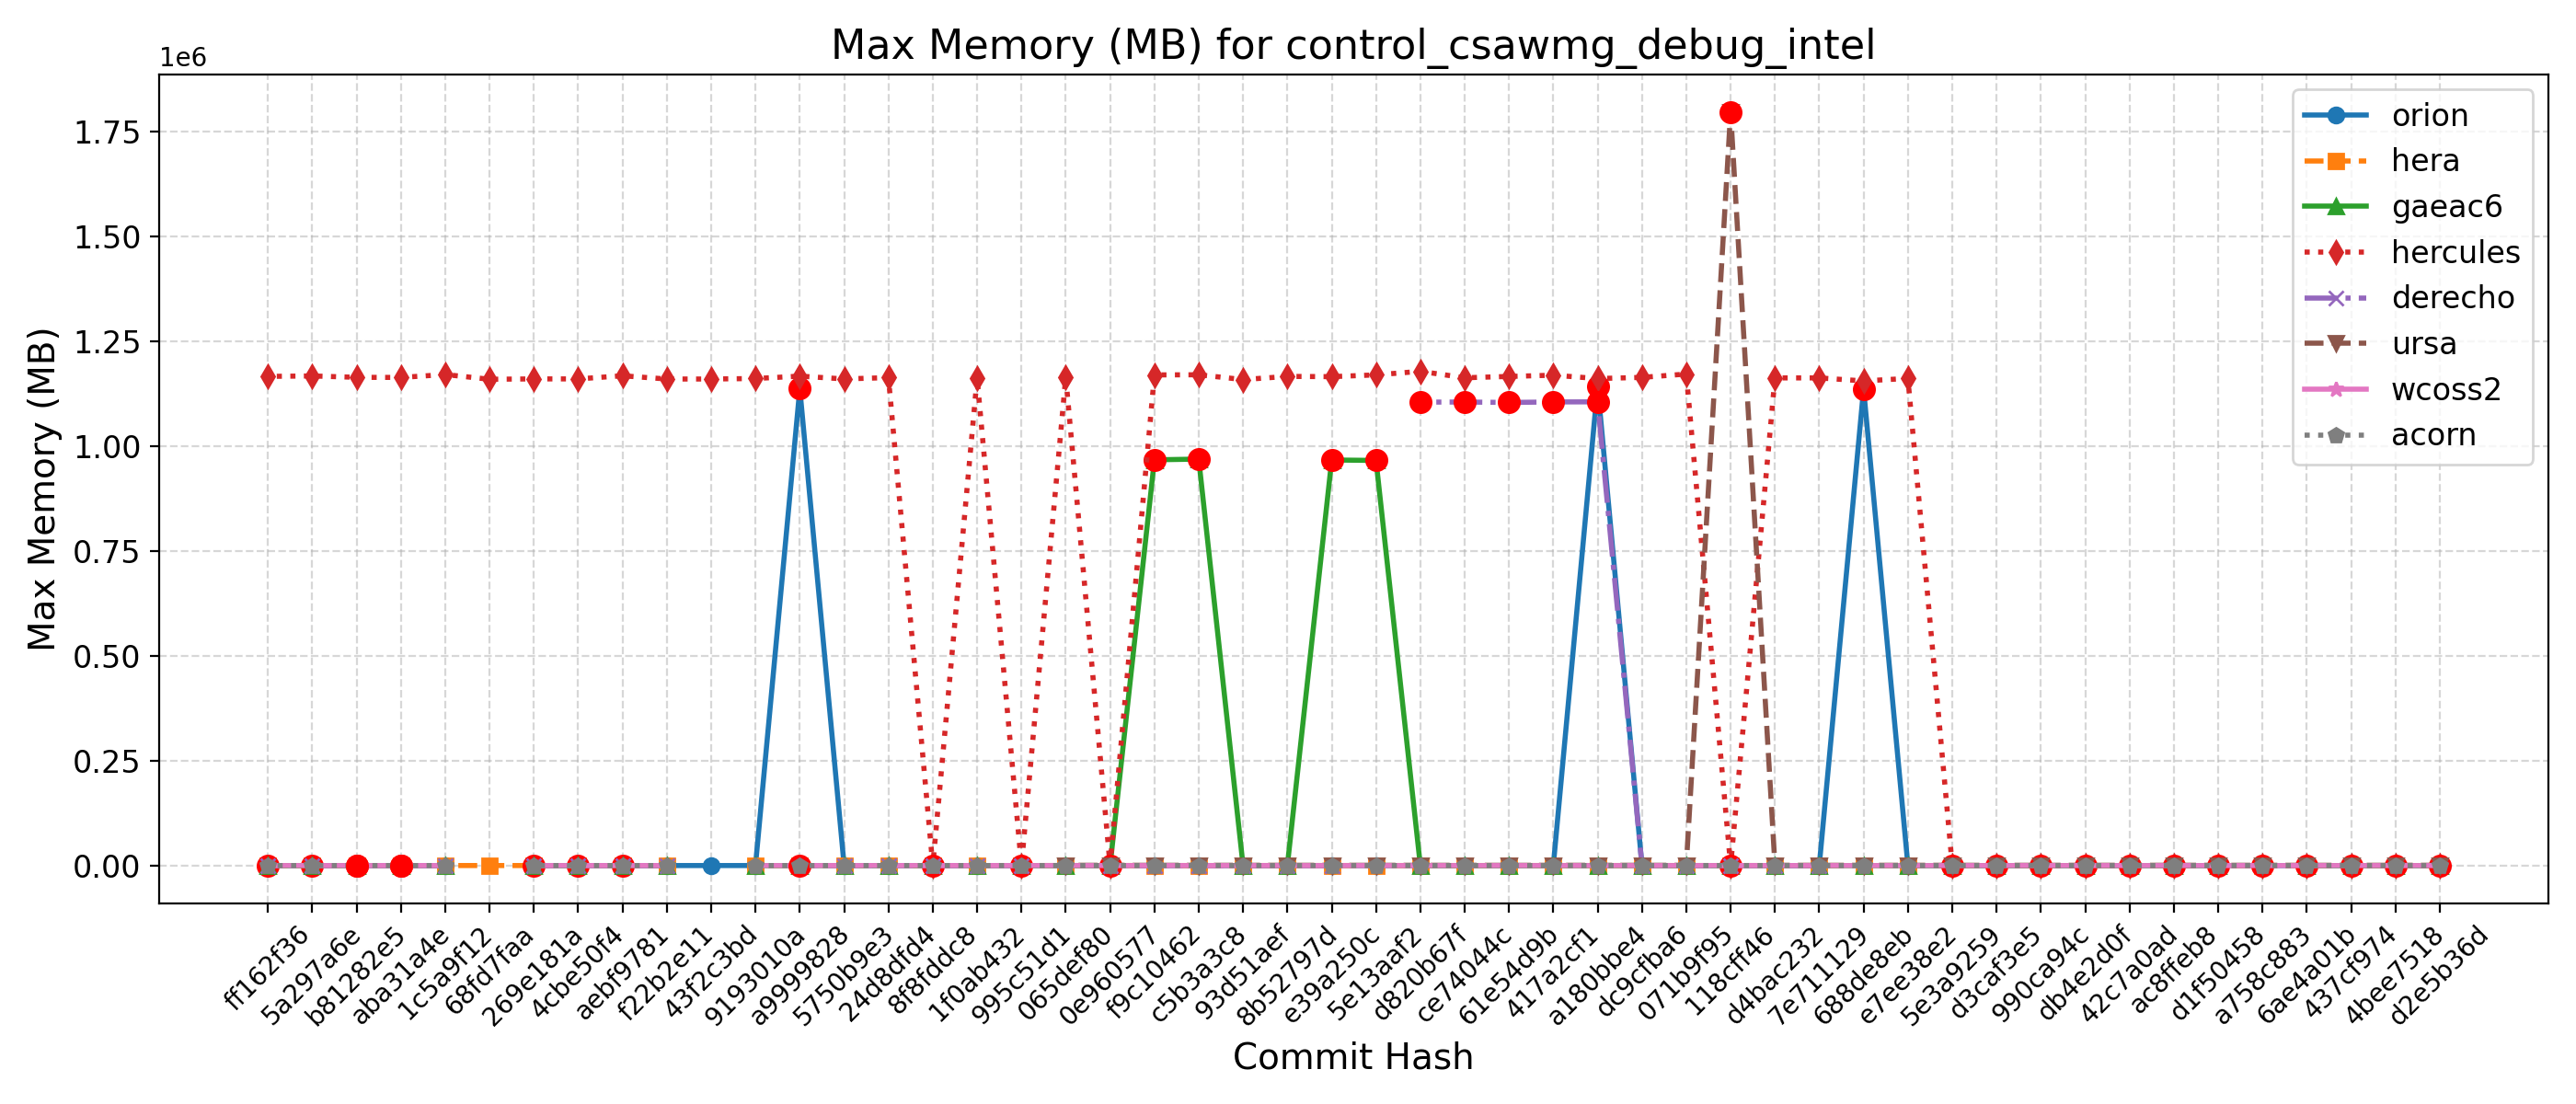 Max Memory (MB) for control_csawmg_debug_intel
1e6
1.75
1.50
1.25
1.00
0.75
0.50
0.25
0.00
Max Memory (MB)
orion
hera
gaeac6
hercules
derecho
ursa
wcoss2
acorn
ff162f36
5a297a6e
b81282e5
aba31a4e
1c5a9f12
68fd7faa
269e181a
4cbe50f4
aebf9781
f22b2e11
43f2c3bd
9193010a
a9999828
5750b9e3
24d8dfd4
8f8fddc8
1f0ab432
995c51d1
065def80
0e960577
f9c10462
c5b3a3c8
93d51aef
8b52797d
e39a250c
5e13aaf2
d820b67f
ce74044c
61e54d9b
417a2cf1
a180bbe4
dc9cfba6
071b9f95
118cff46
d4bac232
7e711129
688de8eb
e7ee38e2
5e3a9259
d3caf3e5
990ca94c
db4e2d0f
42c7a0ad
ac8ffeb8
d1f50458
a758c883
6ae4a01b
437cf974
4bee7518
d2e5b36d
Commit Hash